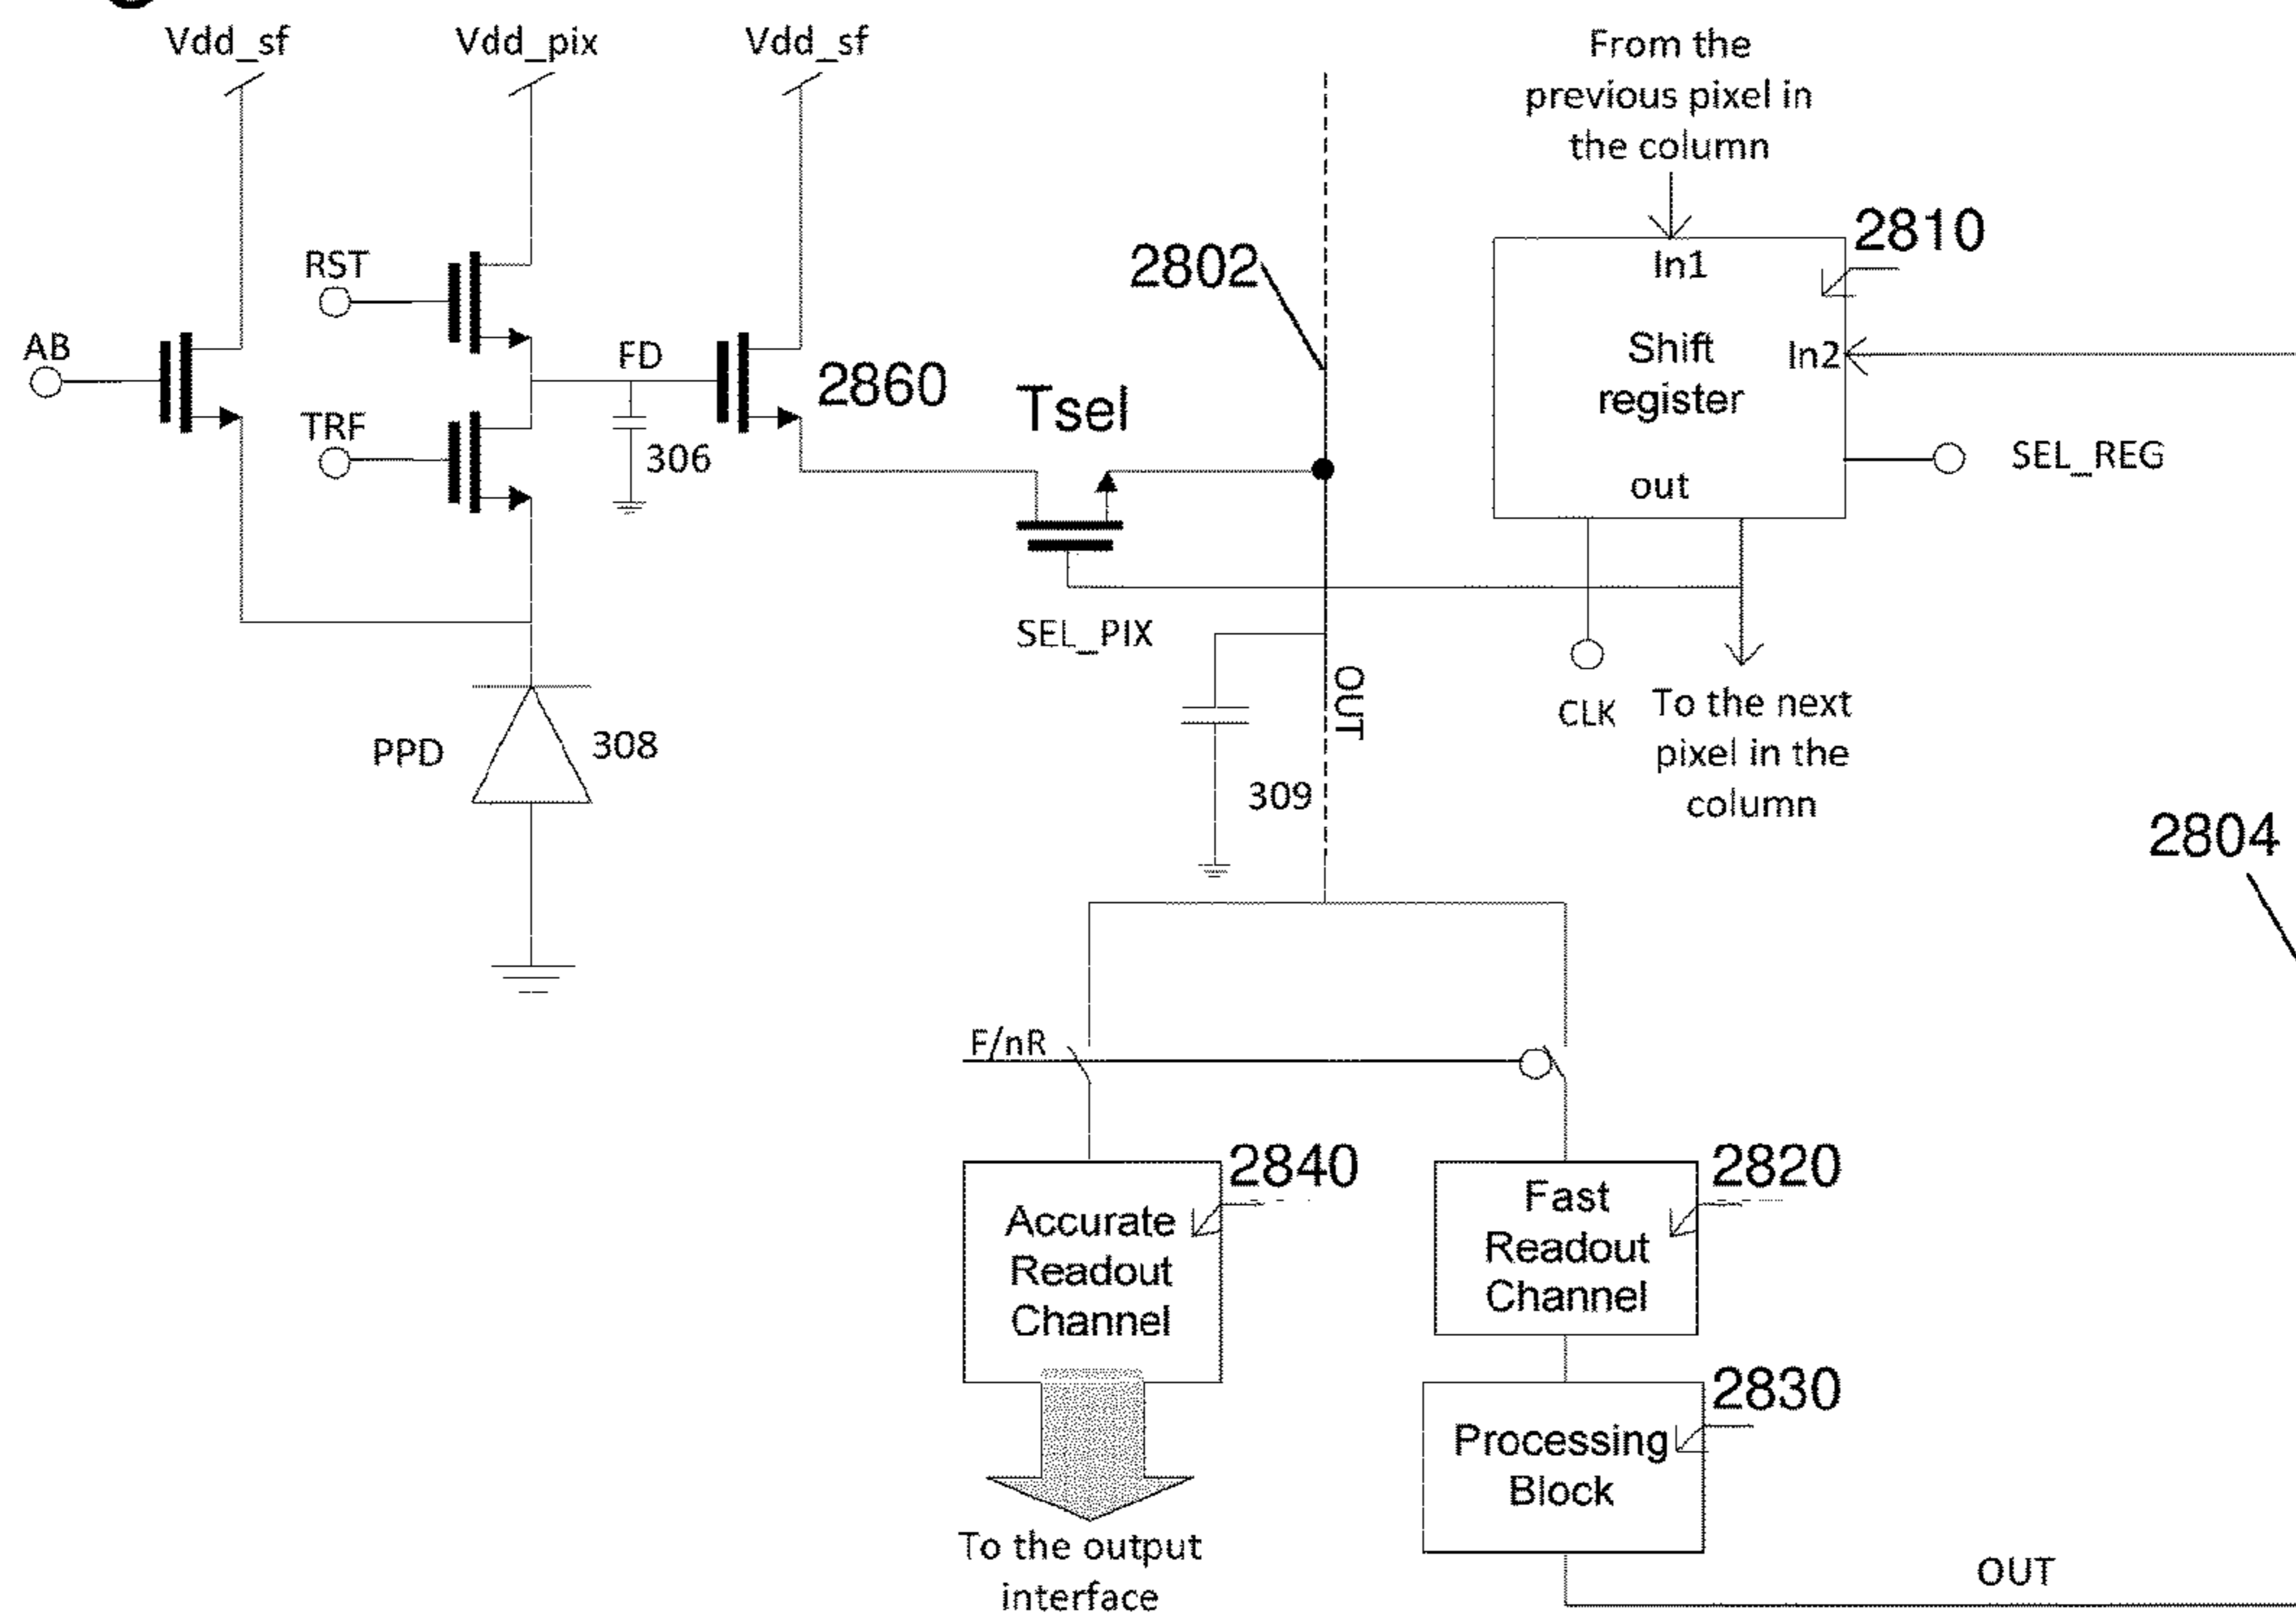 Vdd_sf
Vdd_pix
Vdd_sf
From the
previous pixel in
the column
2810
2802
In1
RST
Shift
register
In2
AB
FD
2860
Tsel
TRF
306
SEL_REG
out
SEL_PIX
OUT
CLK
To the next
pixel in the
column
PPD
308
309
2804
F/nR
2840
2820
Accurate
Readout
Channel
Fast
Readout
Channel
2830
Processing
Block
To the output
interface
OUT